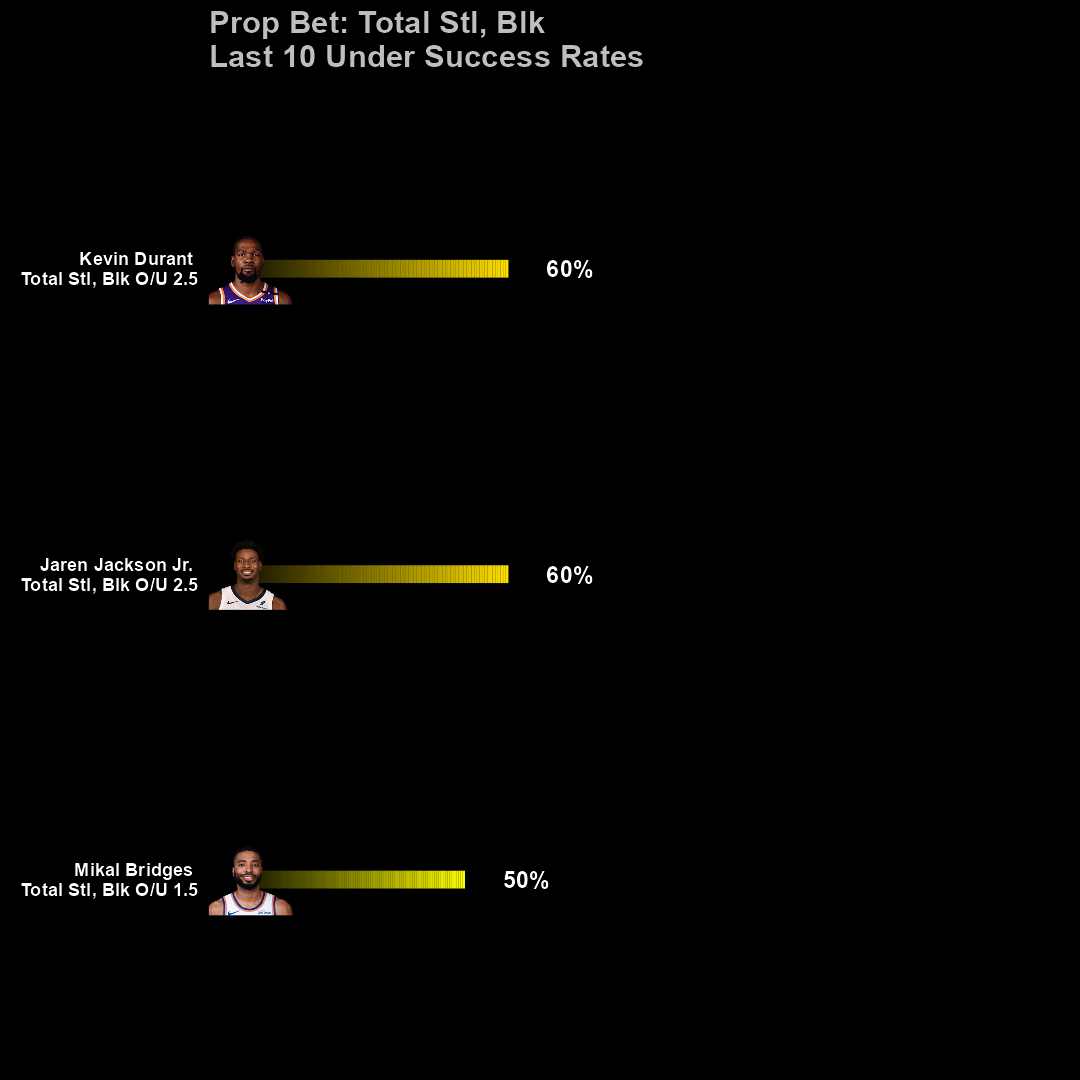 Prop Bet: Total Stl, Blk
Last 10 Under Success Rates
Kevin Durant
Total Stl, Blk O/U 2.5
60%
Jaren Jackson Jr.
Total Stl, Blk O/U 2.5
60%
Mikal Bridges
Total Stl, Blk O/U 1.5
50%